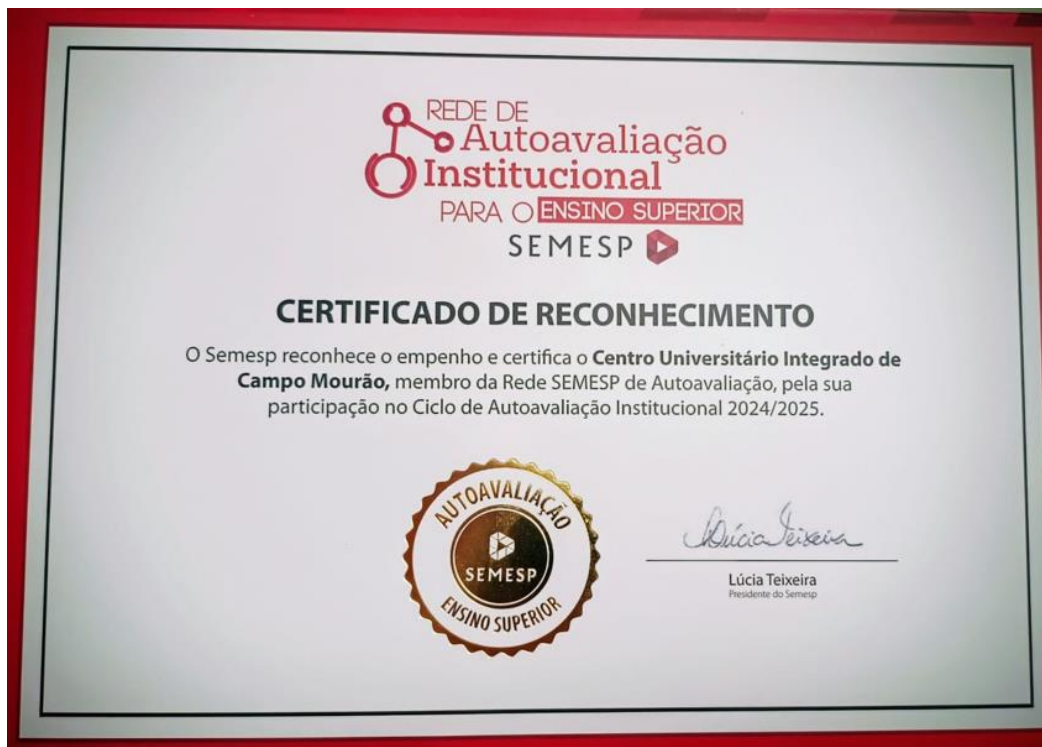 REDE DE
Autoavaliação
Institucional
PARA O ENSINO SUPERIOR
SEMESP
CERTIFICADO DE RECONHECIMENTO
O Semesp reconhece o empenho e certifica o Centro Universitário Integrado de
Campo Mourão, membro da Rede SEMESP de Autoavaliação, pela sua
participação no Ciclo de Autoavaliação Institucional 2024/2025.
AUTOAVALIAÇÃO
SEMESP
ENSINO SUPERIOR
Lúcia Teixeira
Lúcia Teixeira
Presidente do Semesp